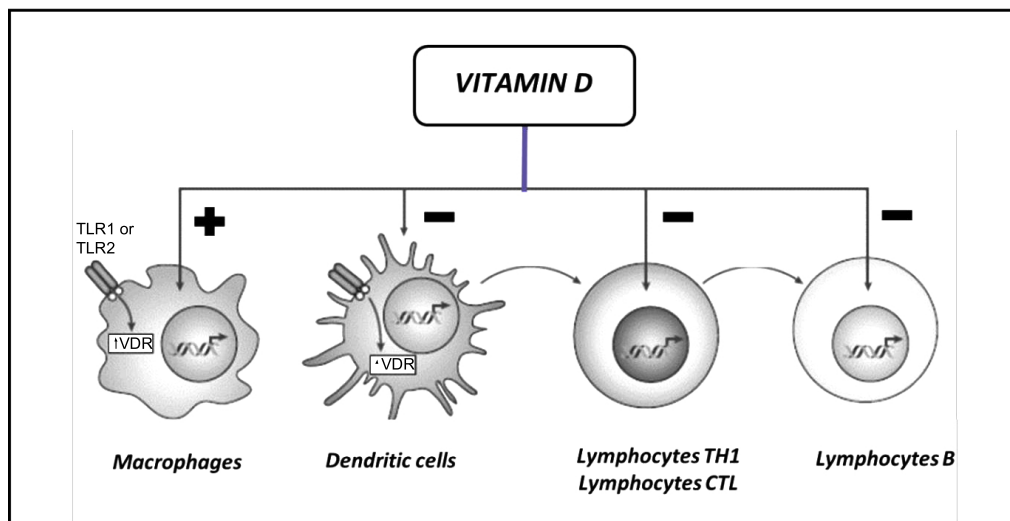 VITAMIN D
TLR1 or
TLR2
↑VDR
VDR
Macrophages
Dendritic cells
Lymphocytes TH1
Lymphocytes CTL
Lymphocytes B